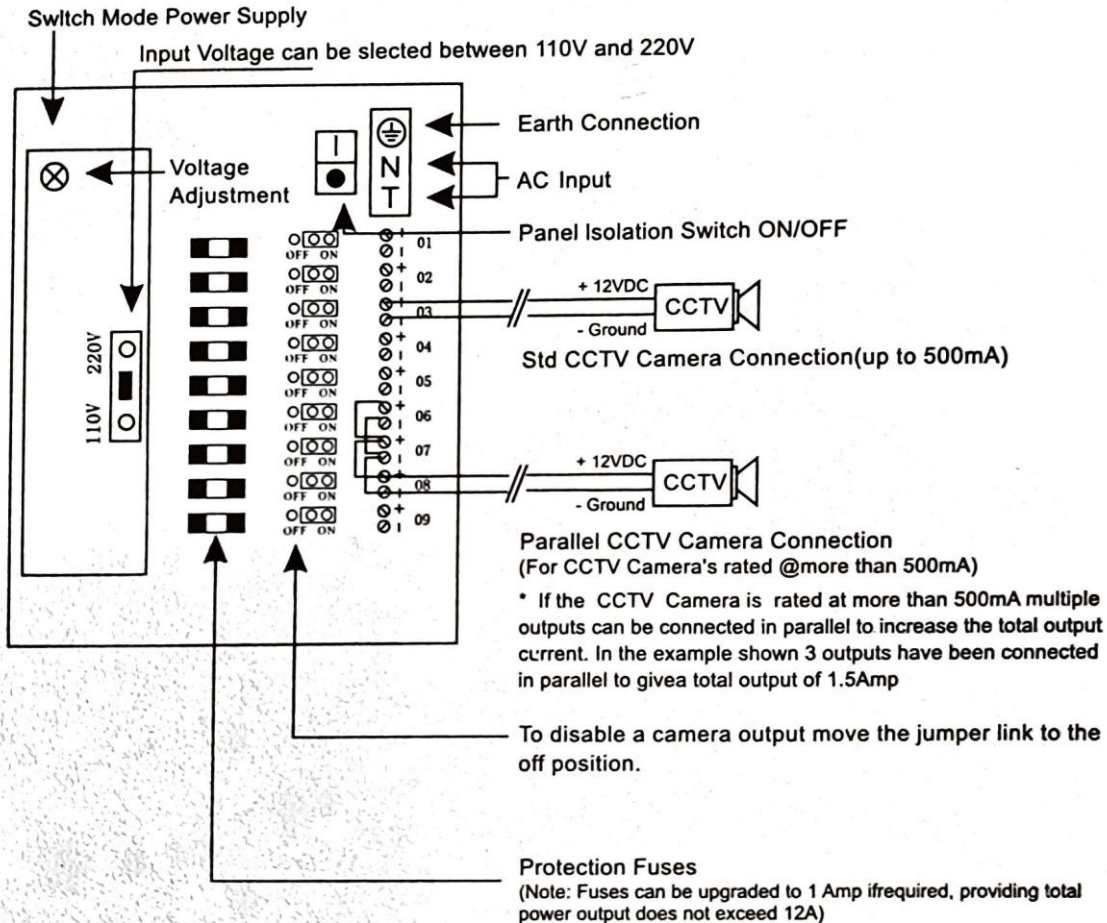 Switch Mode Power Supply
Input Voltage can be slected between 110V and 220V
Earth Connection
N
T
AC Input
Voltage
Adjustment
Panel Isolation Switch ON/OFF
OFF ON + - 01
OFF ON + - 02
OFF ON + - 03
OFF ON + - 04
OFF ON + - 05
OFF ON + - 06
OFF ON + - 07
OFF ON + - 08
OFF ON + - 09
220V
110V
+ 12VDC
CCTV
- Ground
Std CCTV Camera Connection(up to 500mA)
+ 12VDC
CCTV
- Ground
Parallel CCTV Camera Connection
(For CCTV Camera's rated @more than 500mA)
* If the CCTV Camera is rated at more than 500mA multiple
outputs can be connected in parallel to increase the total output
current. In the example shown 3 outputs have been connected
in parallel to givea total output of 1.5Amp
To disable a camera output move the jumper link to the
off position.
Protection Fuses
(Note: Fuses can be upgraded to 1 Amp ifrequired, providing total
power output does not exceed 12A)